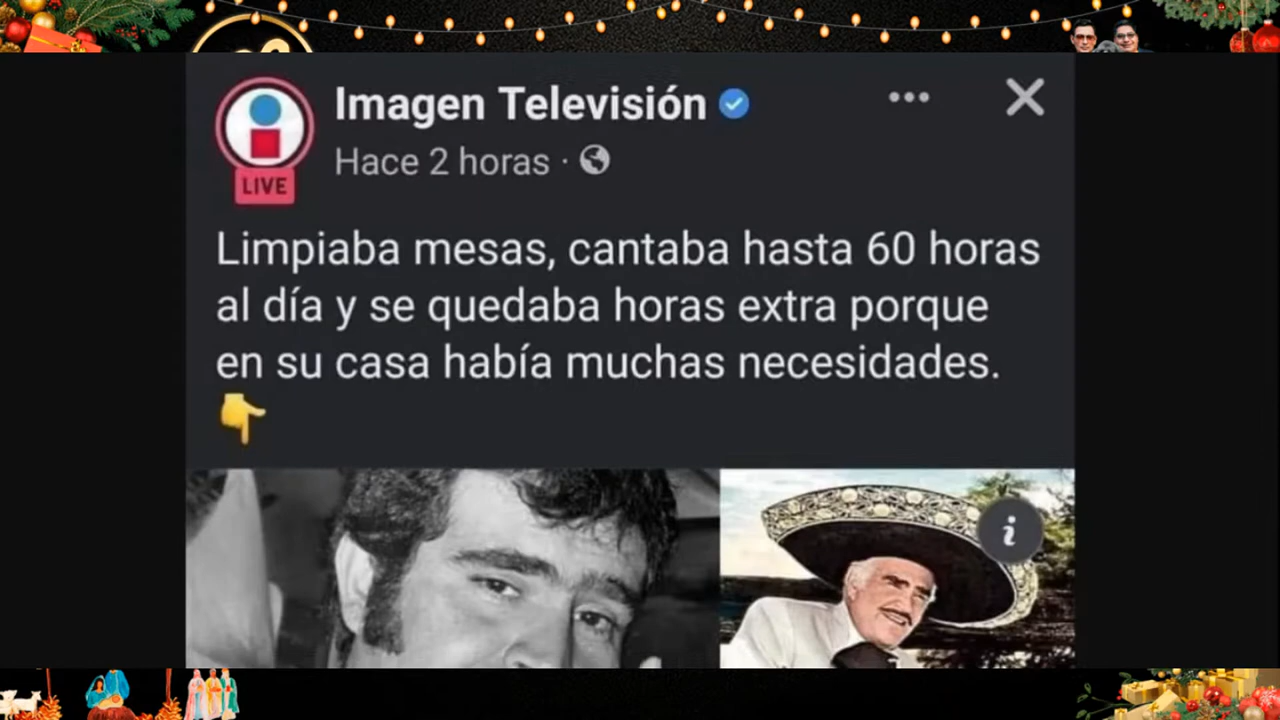 Imagen Televisión
Hace 2 horas ·
LIVE
Limpiaba mesas, cantaba hasta 60 horas
al día y se quedaba horas extra porque
en su casa había muchas necesidades.
i